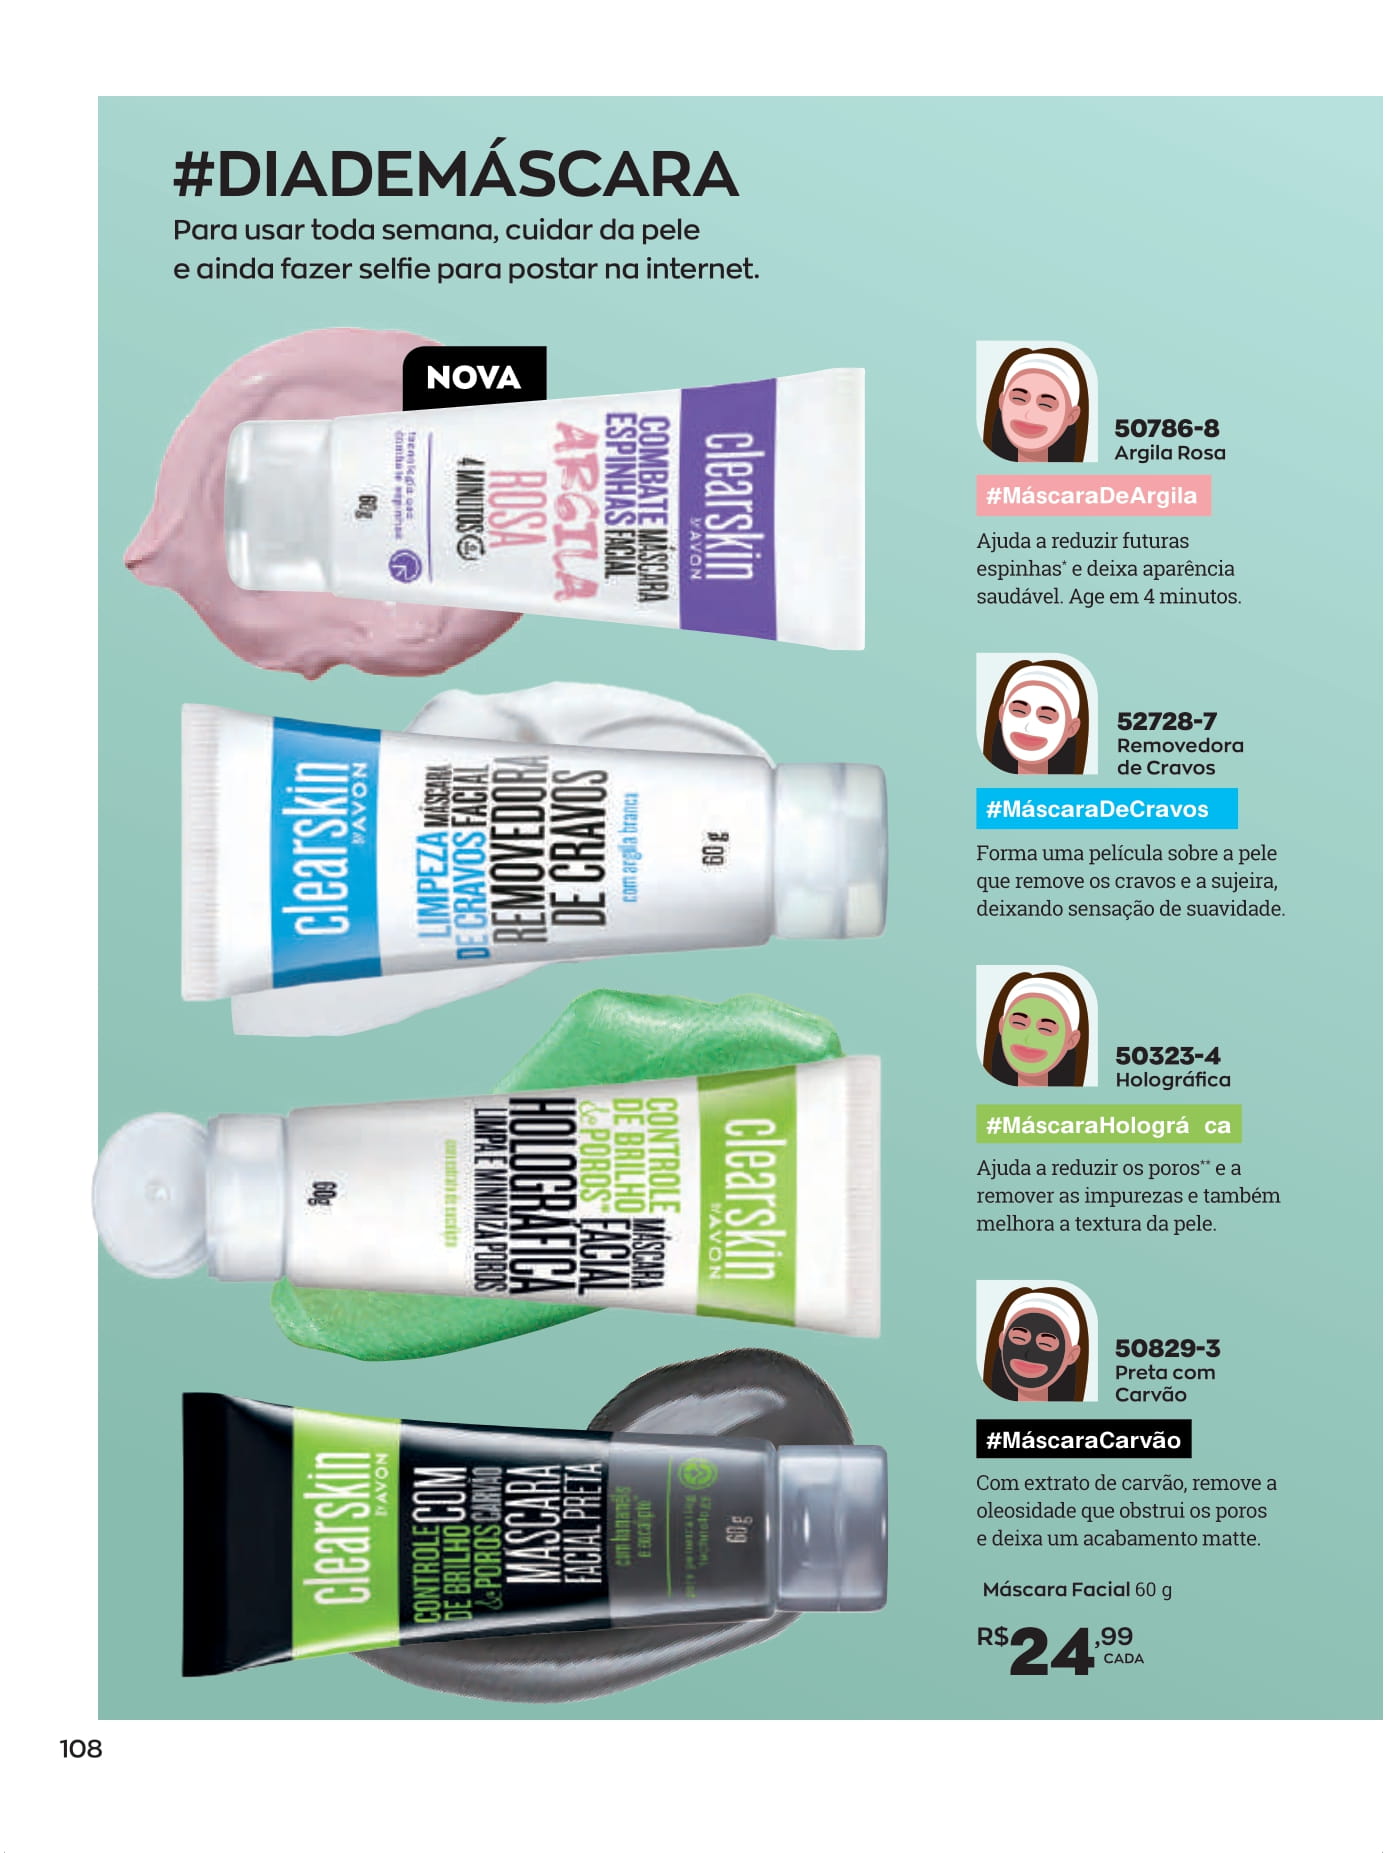 #DIADEMÁSCARA
Para usar toda semana, cuidar da pele
e ainda fazer selfie para postar na internet.
NOVA
clearskin
BY AVON
COMBATE MÁSCARA
ESPINHAS FACIAL
ARGILA
ROSA
4 MINUTOS
tecnologia que
combate espinhas
60g
50786-8
Argila Rosa
#MáscaraDeArgila
Ajuda a reduzir futuras
espinhas* e deixa aparência
saudável. Age em 4 minutos.
clearskin
BY AVON
LIMPEZA MÁSCARA
DE CRAVOS FACIAL
REMOVEDORA
DE CRAVOS
com argila branca
60 g
52728-7
Removedora
de Cravos
#MáscaraDeCravos
Forma uma película sobre a pele
que remove os cravos e a sujeira,
deixando sensação de suavidade.
clearskin
BY AVON
CONTROLE
DE BRILHO
& POROS**
MÁSCARA
FACIAL
HOLOGRÁFICA
LIMPA E MINIMIZA POROS
60g
50323-4
Holográfica
#MáscaraHolográ ca
Ajuda a reduzir os poros** e a
remover as impurezas e também
melhora a textura da pele.
clearskin
BY AVON
CONTROLE COM
DE BRILHO
& POROS CARVÃO
MÁSCARA
FACIAL PRETA
com hamamélis
e eucalipto
60 g
50829-3
Preta com
Carvão
#MáscaraCarvão
Com extrato de carvão, remove a
oleosidade que obstrui os poros
e deixa um acabamento matte.
Máscara Facial 60 g
R$24,99
CADA
108